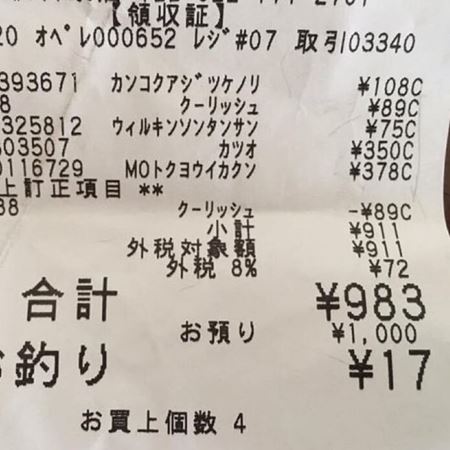 【領収証】
20 オペレ000652 レジ#07 取引03340
393671 カンコクアジツケノリ ¥108C
8 クーリッシュ ¥89C
325812 ウィルキンソンタンサン ¥75C
603507 カツオ ¥350C
0116729 MOトクヨウイカクン ¥378C
上訂正項目 **
38 クーリッシュ -¥89C
小計 ¥911
外税対象額 ¥911
外税 8% ¥72
合計 ¥983
お預り ¥1,000
お釣り ¥17
お買上個数 4